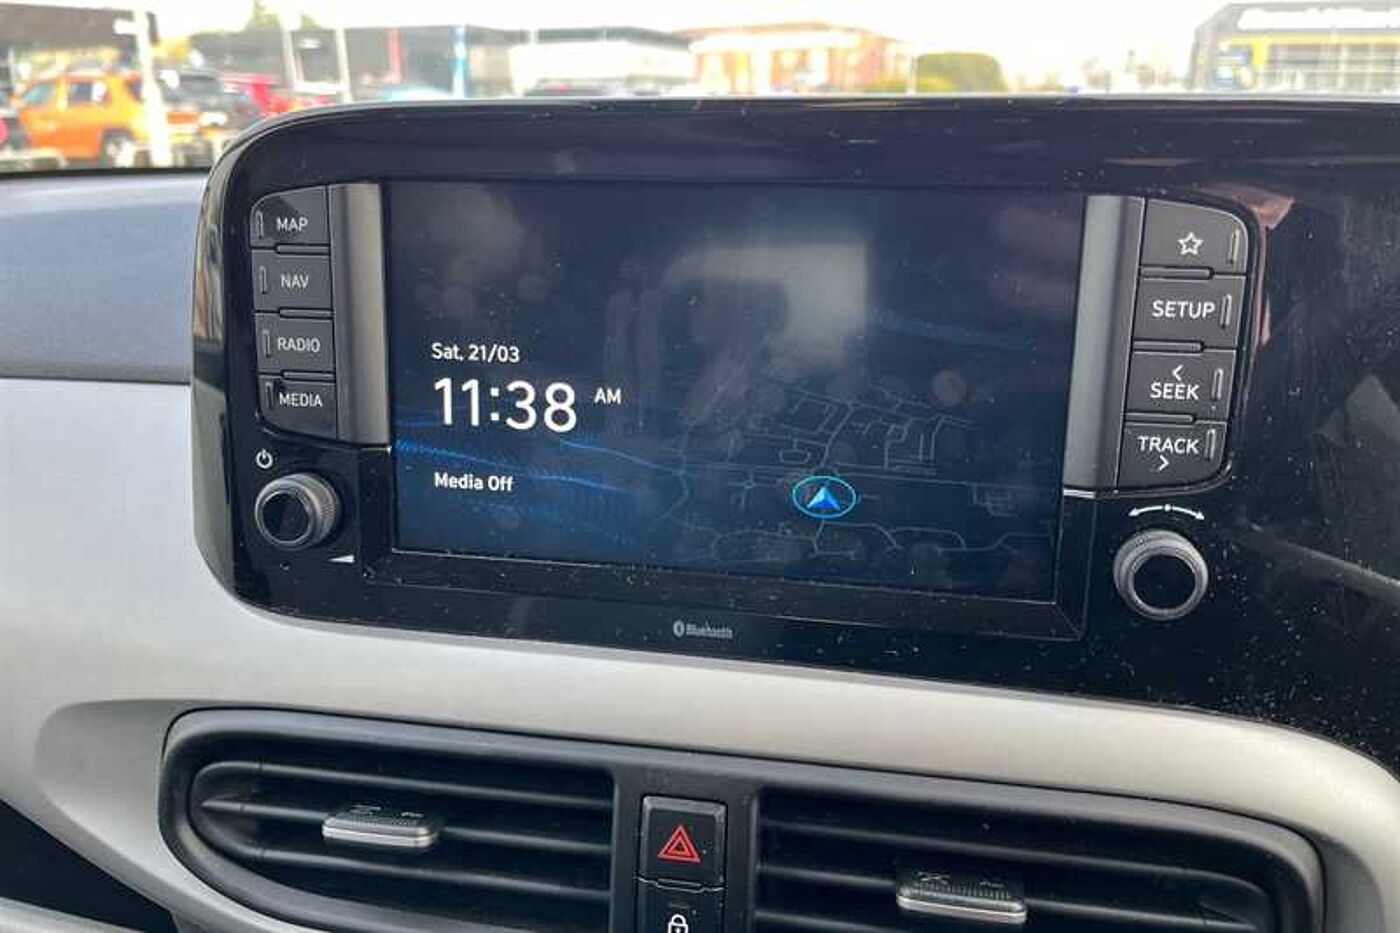 MAP
NAV
RADIO
MEDIA
Sat. 21/03
11:38 AM
Media Off
SETUP
SEEK
TRACK
Bluetooth